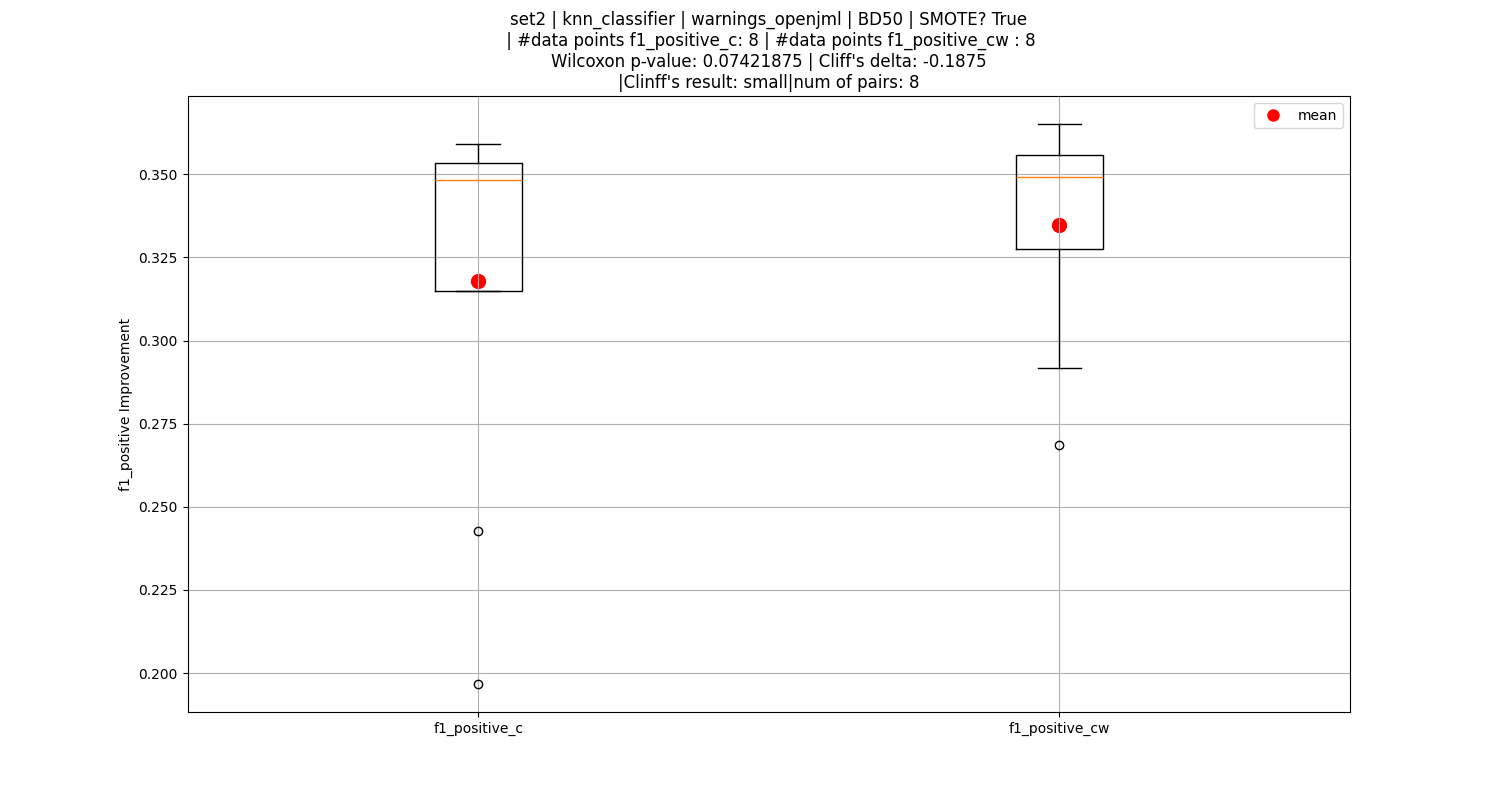 set2 | knn_classifier | warnings_openjml | BD50 | SMOTE? True
| #data points f1_positive_c: 8 | #data points f1_positive_cw : 8
Wilcoxon p-value: 0.07421875 | Cliff's delta: -0.1875
|Clinff's result: small|num of pairs: 8
mean
f1_positive Improvement
0.350
0.325
0.300
0.275
0.250
0.225
0.200
f1_positive_c
f1_positive_cw